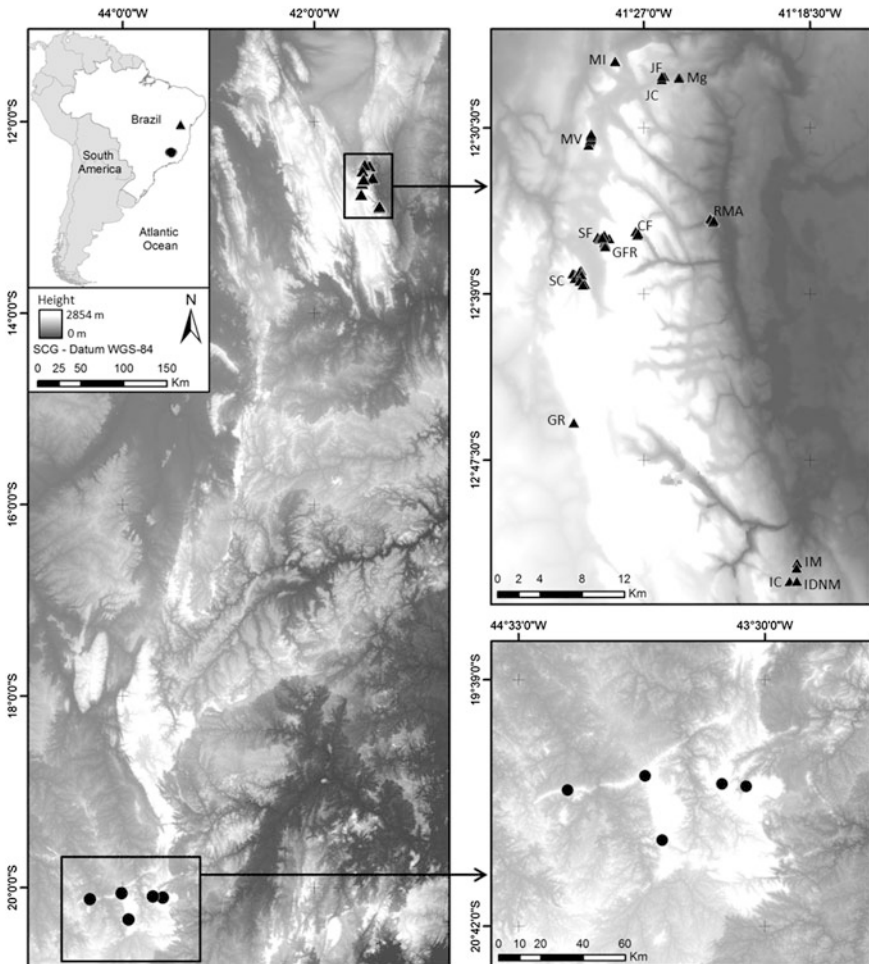 44°0'0"W
42°0'0"W
12°0'0"S
14°0'0"S
16°0'0"S
18°0'0"S
20°0'0"S
Brazil
South
America
Atlantic
Ocean
Height
2854 m
0 m
N
SCG - Datum WGS-84
0 25 50 100 150
Km
41°27'0"W
41°18'30"W
12°30'30"S
12°39'0"S
12°47'30"S
MI
JF
JC
Mg
MV
RMA
SF
CF
GFR
SC
GR
IM
IC
IDNM
0 2 4 8 12
Km
44°33'0"W
43°30'0"W
19°39'0"S
20°42'0"S
0 10 20 40 60
Km